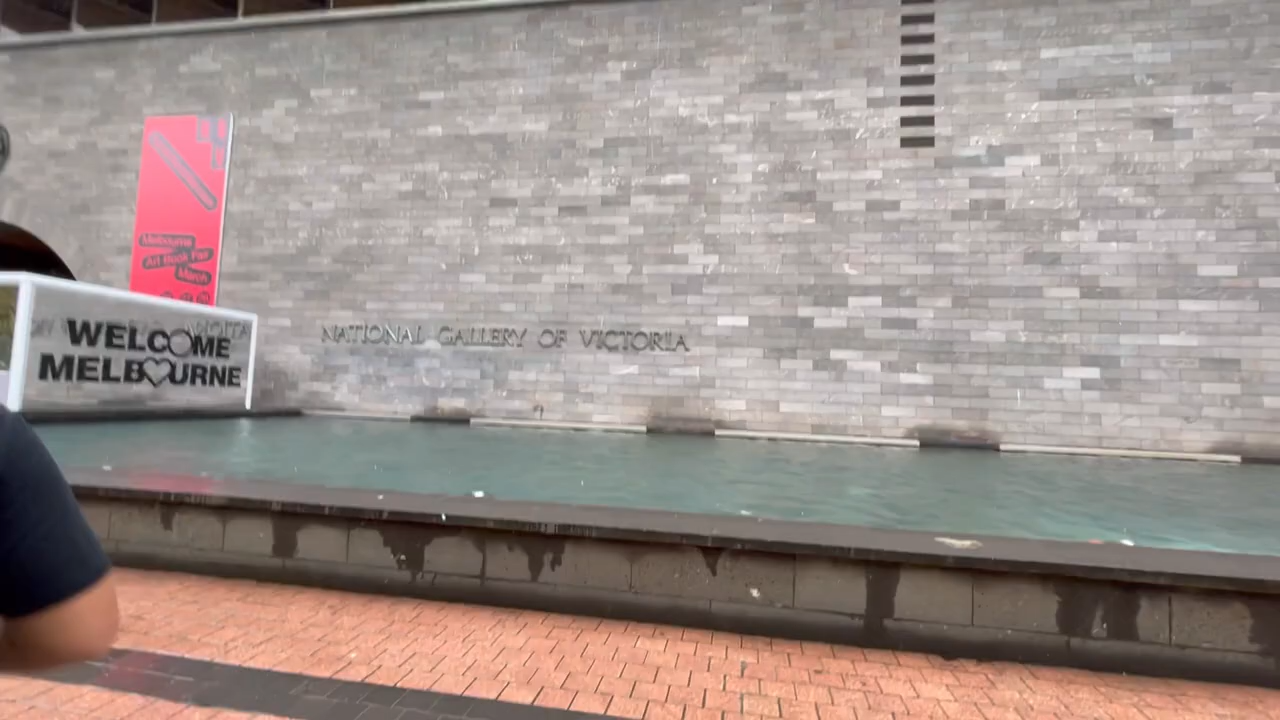 Melbourne
Art Book Fair
March
WELCOME
MELBOURNE
NATIONAL GALLERY OF VICTORIA